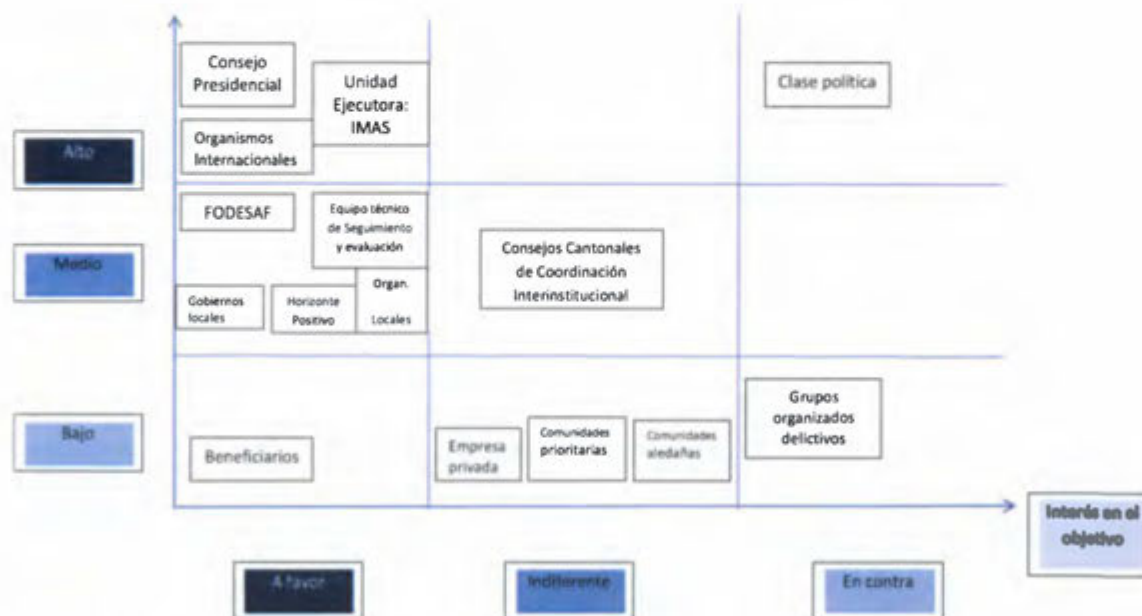 Consejo
Presidencial
Unidad
Ejecutora:
IMAS
Clase política
Alto
Organismos
Internacionales
FODESAF
Equipo técnico
de Seguimiento
y evaluación
Medio
Consejos Cantonales
de Coordinación
Interinstitucional
Gobiernos
locales
Horizonte
Positivo
Organ.
Locales
Bajo
Beneficiarios
Empresa
privada
Comunidades
prioritarias
Comunidades
aledañas
Grupos
organizados
delictivos
Interés en el
objetivo
A favor
Indiferente
En contra